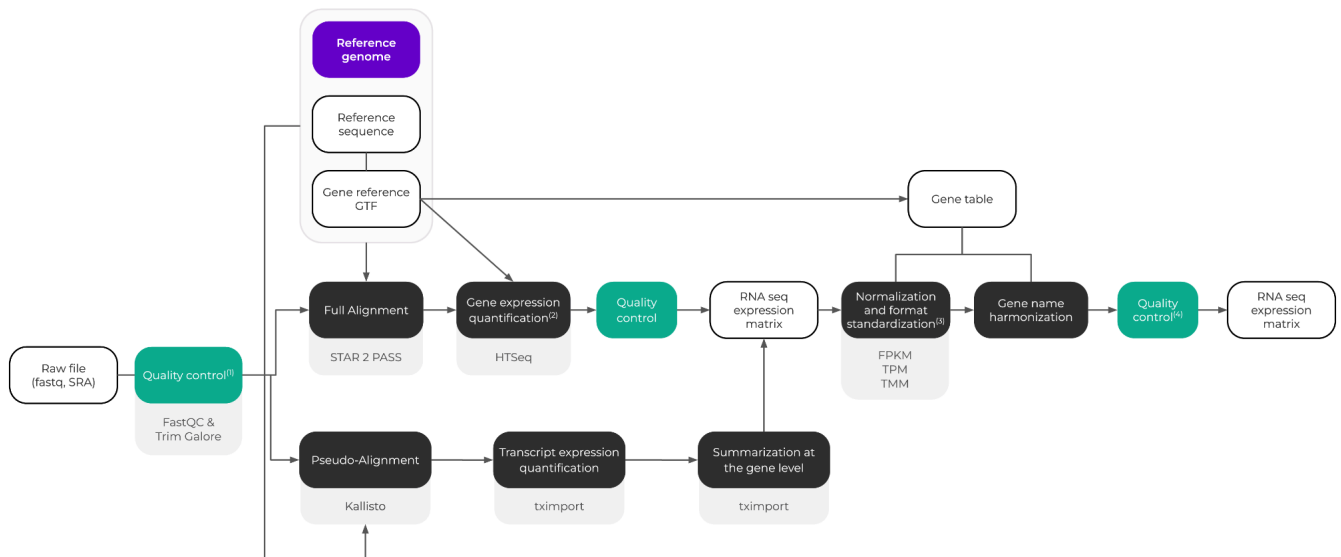 Reference
genome
Reference
sequence
Gene reference
GTF
Gene table
Full Alignment
STAR 2 PASS
Gene expression
quantification(2)
HTSeq
Quality
control
RNA seq
expression
matrix
Normalization
and format
standardization(3)
FPKM
TPM
TMM
Gene name
harmonization
Quality
control(4)
RNA seq
expression
matrix
Raw file
(fastq, SRA)
Quality control(1)
FastQC &
Trim Galore
Pseudo-Alignment
Kallisto
Transcript expression
quantification
tximport
Summarization at
the gene level
tximport